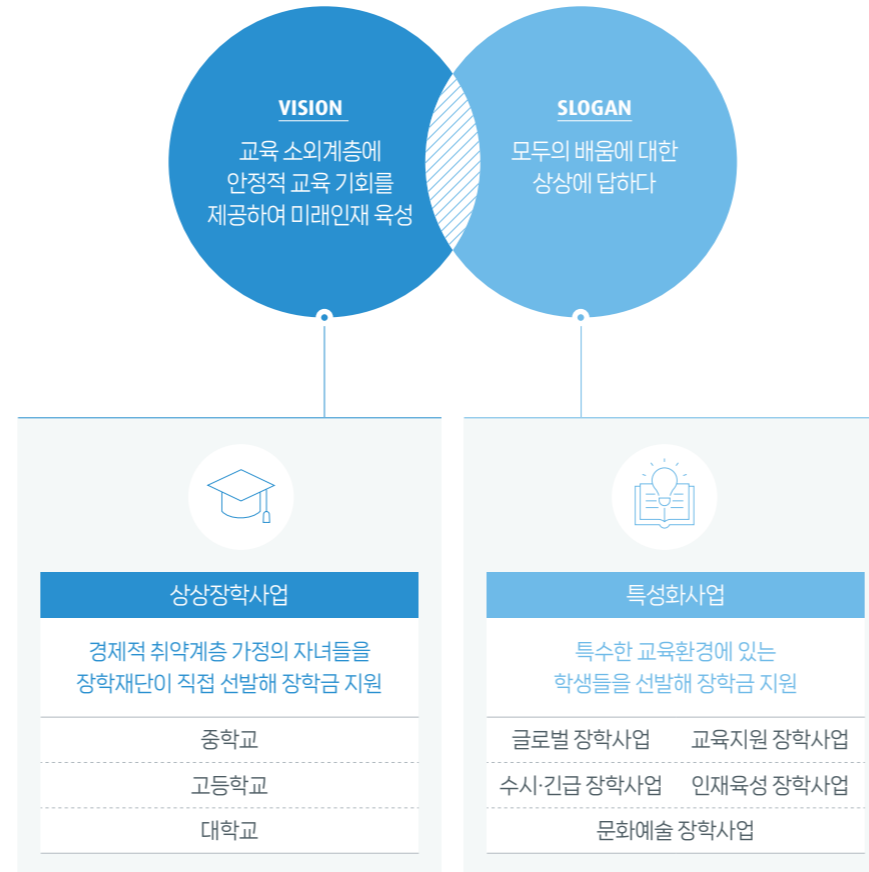 VISION
교육 소외계층에
안정적 교육 기회를
제공하여 미래인재 육성
SLOGAN
모두의 배움에 대한
상상에 답하다
상상장학사업
경제적 취약계층 가정의 자녀들을
장학재단이 직접 선발해 장학금 지원
중학교
고등학교
대학교
특성화사업
특수한 교육환경에 있는
학생들을 선발해 장학금 지원
글로벌 장학사업 교육지원 장학사업
수시·긴급 장학사업 인재육성 장학사업
문화예술 장학사업